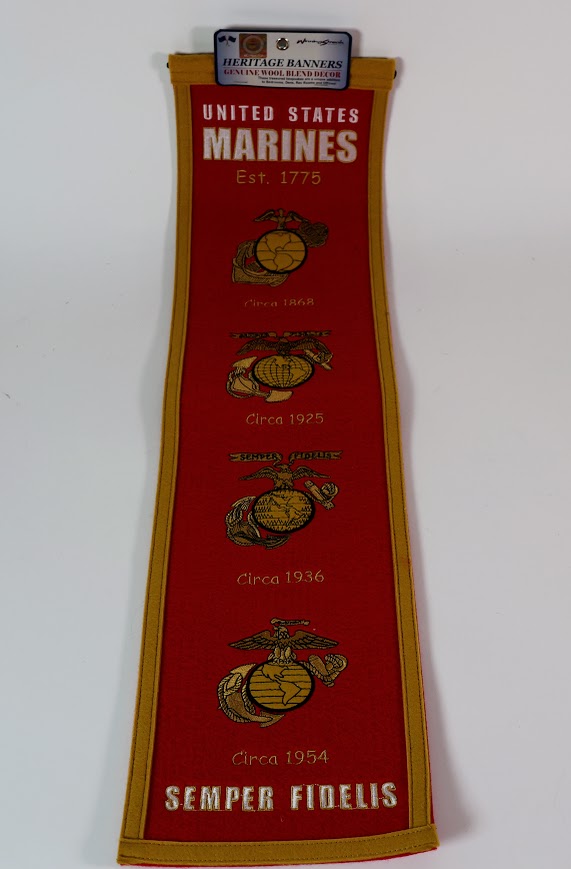 HERITAGE BANNERS
GENUINE WOOL BLEND DECOR
UNITED STATES
MARINES
Est. 1775
Circa 1868
Circa 1925
SEMPER FIDELIS
Circa 1936
Circa 1954
SEMPER FIDELIS